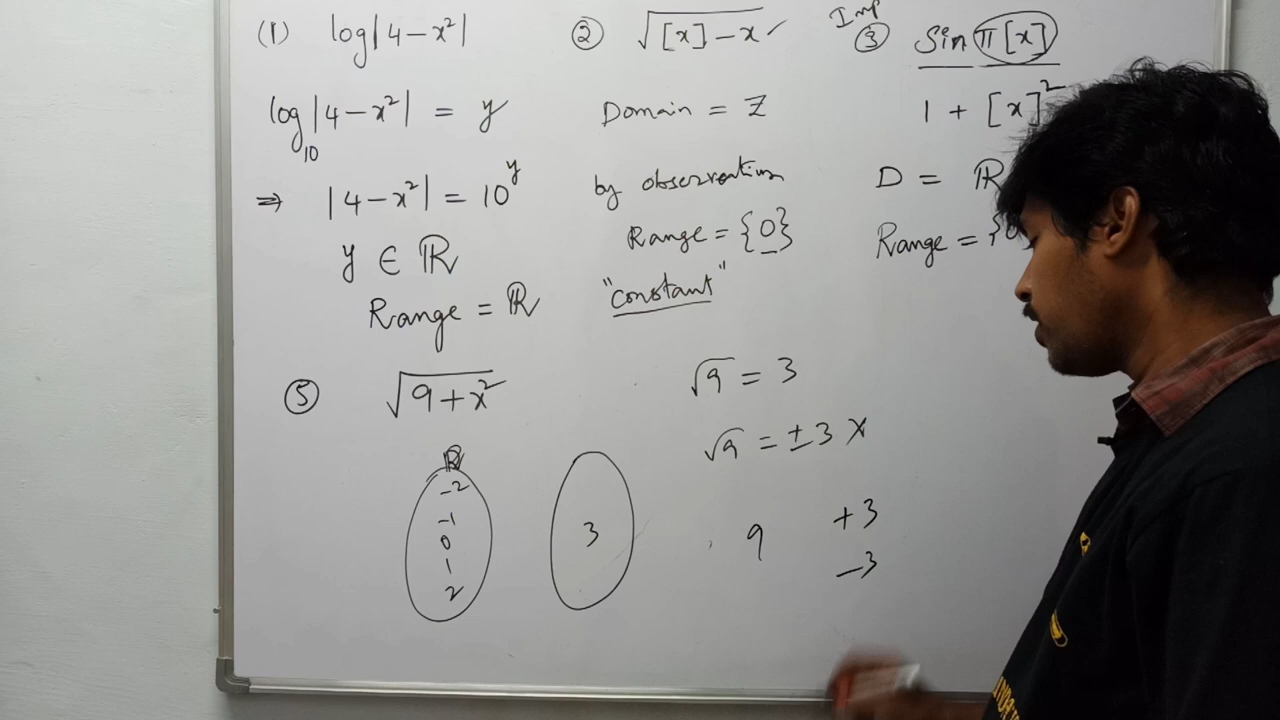 (1) log|4-x²|
log₁₀|4-x²| = y
⇒ |4-x²| = 10^y
y ∈ ℝ
Range = ℝ
② √([x]-x) ✓
Domain = Z
by observation
Range = {0}
"constant"
Imp
③ Sin π[x]
1 + [x]²
D = ℝ
Range = {0
⑤ √(9+x²)
ℝ
-2
-1
0
1
2
3
√9 = 3
√9 = ±3 ×
9
+3
-3